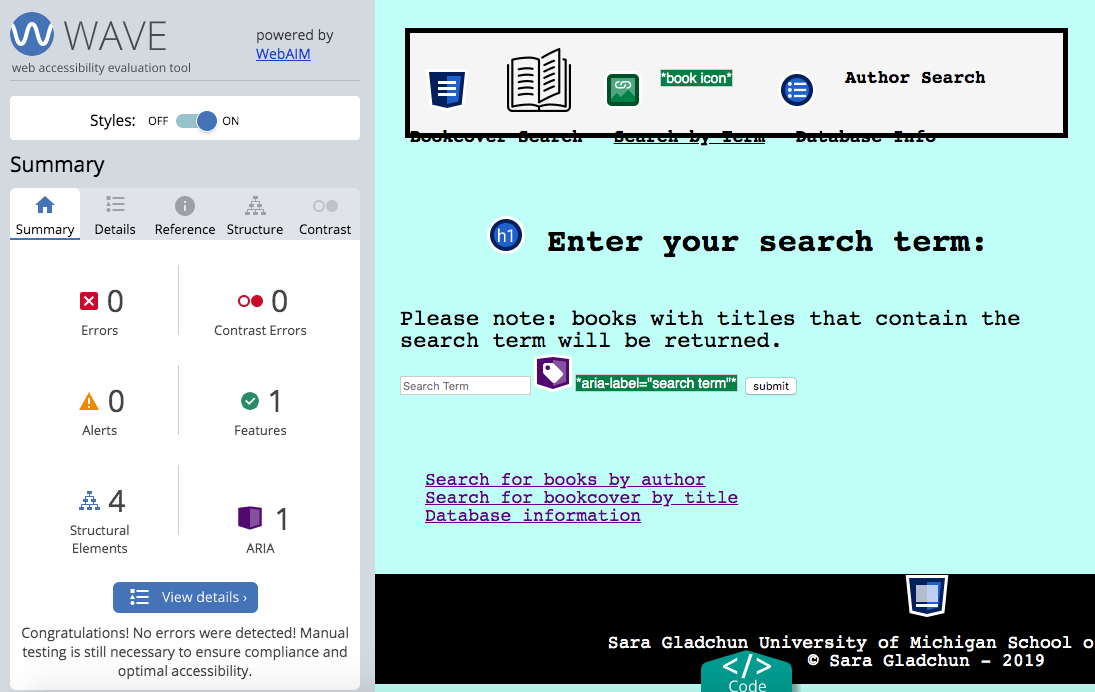 WAVE
web accessibility evaluation tool
powered by
WebAIM
Styles: OFF ON
Summary
Summary Details Reference Structure Contrast
0
Errors
0
Contrast Errors
0
Alerts
1
Features
4
Structural
Elements
1
ARIA
View details ›
Congratulations! No errors were detected! Manual
testing is still necessary to ensure compliance and
optimal accessibility.
*book icon*
Author Search
Bookcover Search Search by Term Database Info
h1 Enter your search term:
Please note: books with titles that contain the
search term will be returned.
Search Term *aria-label="search term"* submit
Search for books by author
Search for bookcover by title
Database information
Sara Gladchun University of Michigan School o
© Sara Gladchun - 2019
</> Code